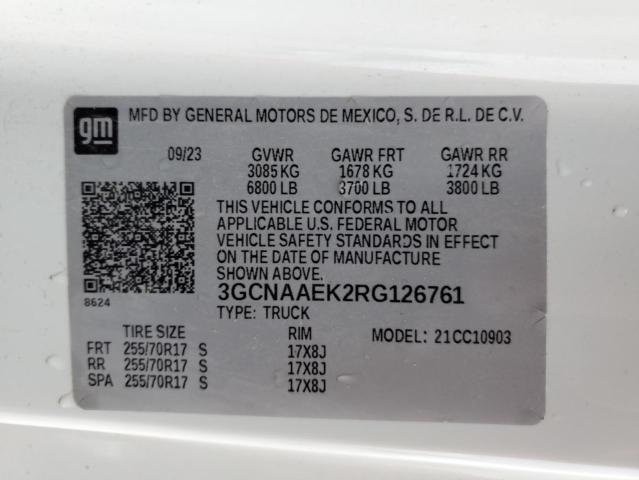 gm
MFD BY GENERAL MOTORS DE MEXICO, S. DE R.L. DE C.V.
09/23 GVWR GAWR FRT GAWR RR
3085 KG 1678 KG 1724 KG
6800 LB 3700 LB 3800 LB
THIS VEHICLE CONFORMS TO ALL
APPLICABLE U.S. FEDERAL MOTOR
VEHICLE SAFETY STANDARDS IN EFFECT
ON THE DATE OF MANUFACTURE
SHOWN ABOVE.
8624
3GCNAAEK2RG126761
TYPE: TRUCK
TIRE SIZE RIM MODEL: 21CC10903
FRT 255/70R17 S 17X8J
RR 255/70R17 S 17X8J
SPA 255/70R17 S 17X8J